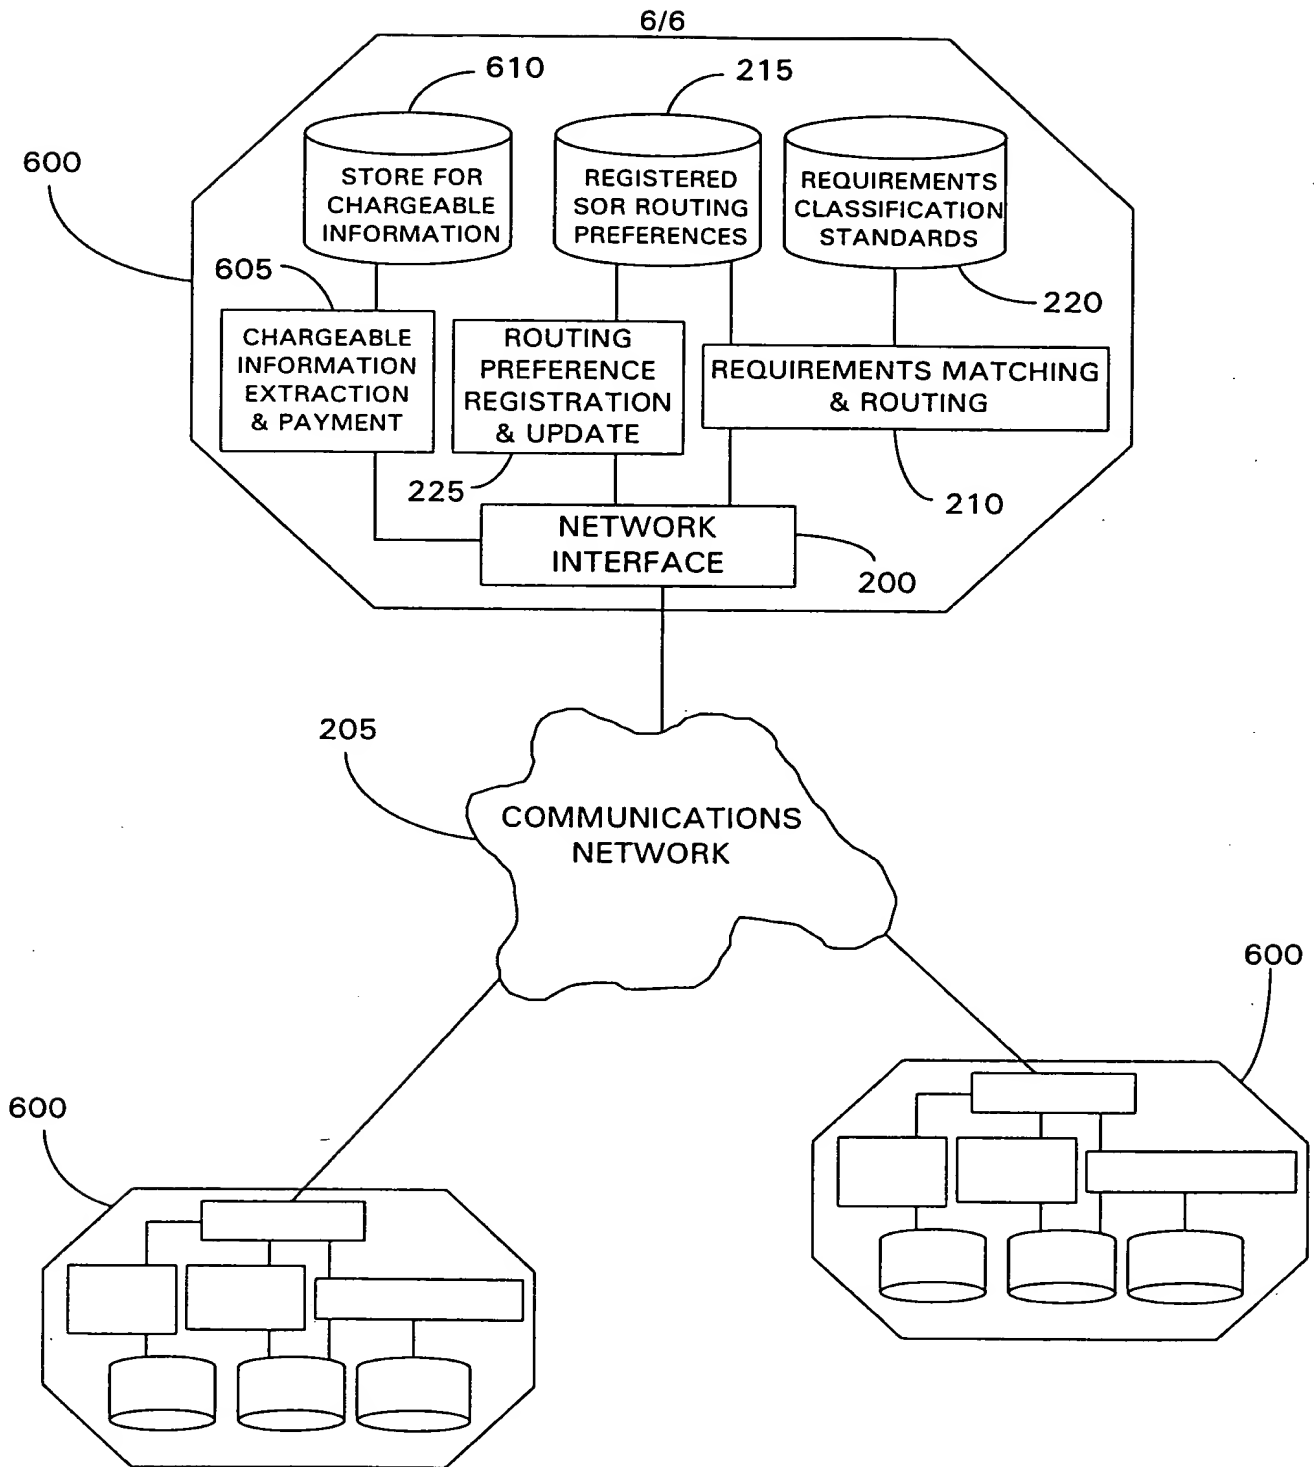 6/6
610
215
600
STORE FOR
CHARGEABLE
INFORMATION
REGISTERED
SOR ROUTING
PREFERENCES
REQUIREMENTS
CLASSIFICATION
STANDARDS
605
220
CHARGEABLE
INFORMATION
EXTRACTION
& PAYMENT
ROUTING
PREFERENCE
REGISTRATION
& UPDATE
REQUIREMENTS MATCHING
& ROUTING
225
210
NETWORK
INTERFACE
200
205
COMMUNICATIONS
NETWORK
600
600